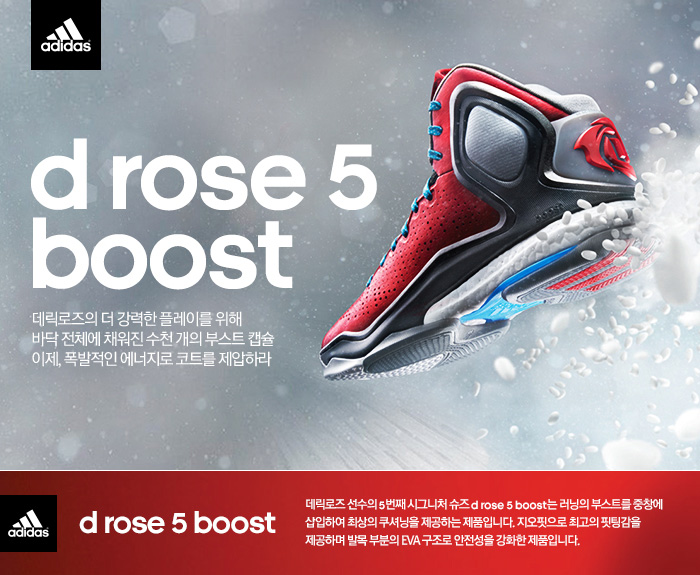 adidas
d rose 5
boost
데릭로즈의 더 강력한 플레이를 위해
바닥 전체에 채워진 수천 개의 부스트 캡슐
이제, 폭발적인 에너지로 코트를 제압하라
adidas
d rose 5 boost
데릭로즈 선수의 5번째 시그니처 슈즈 d rose 5 boost는 러닝의 부스트를 중창에
삽입하여 최상의 쿠셔닝을 제공하는 제품입니다. 지오핏으로 최고의 핏팅감을
제공하며 발목 부분의 EVA 구조로 안전성을 강화한 제품입니다.